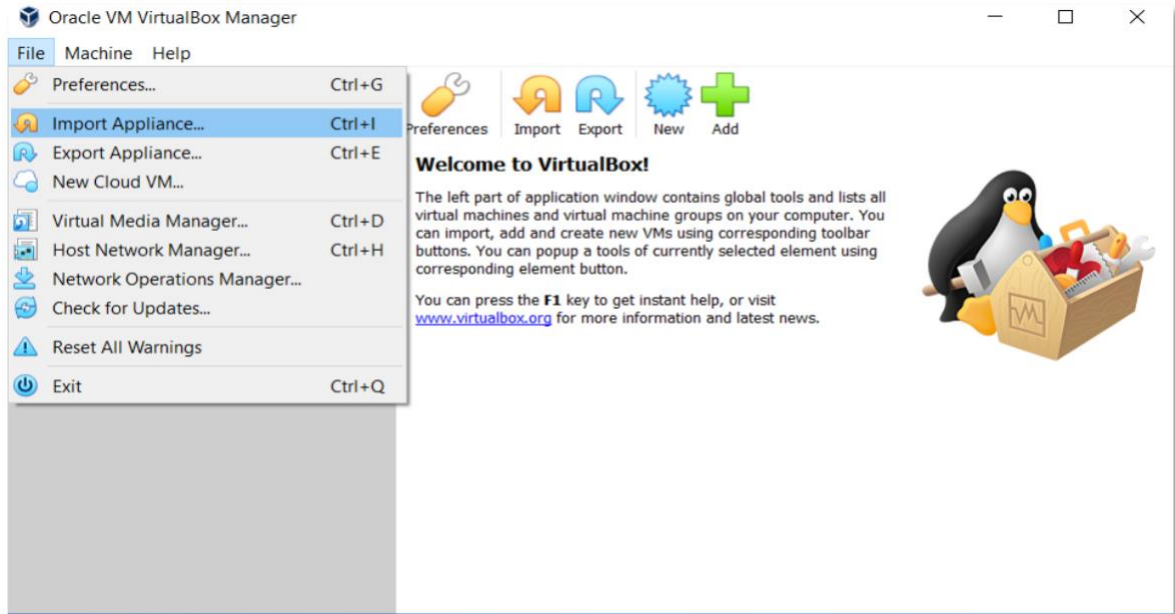 Oracle VM VirtualBox Manager
File Machine Help
Preferences... Ctrl+G
Import Appliance... Ctrl+I
Export Appliance... Ctrl+E
New Cloud VM...
Virtual Media Manager... Ctrl+D
Host Network Manager... Ctrl+H
Network Operations Manager...
Check for Updates...
Reset All Warnings
Exit Ctrl+Q
Preferences Import Export New Add
Welcome to VirtualBox!
The left part of application window contains global tools and lists all
virtual machines and virtual machine groups on your computer. You
can import, add and create new VMs using corresponding toolbar
buttons. You can popup a tools of currently selected element using
corresponding element button.
You can press the F1 key to get instant help, or visit
www.virtualbox.org for more information and latest news.